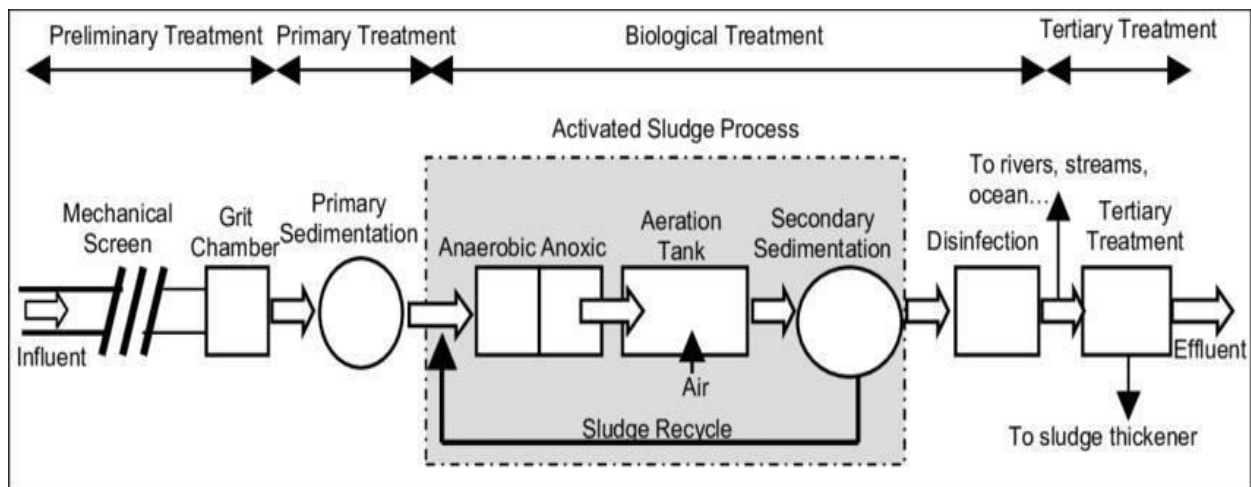 Preliminary Treatment
Primary Treatment
Biological Treatment
Tertiary Treatment
Activated Sludge Process
To rivers, streams,
ocean...
Mechanical
Screen
Grit
Chamber
Primary
Sedimentation
Anaerobic
Anoxic
Aeration
Tank
Secondary
Sedimentation
Disinfection
Tertiary
Treatment
Influent
Air
Effluent
Sludge Recycle
To sludge thickener